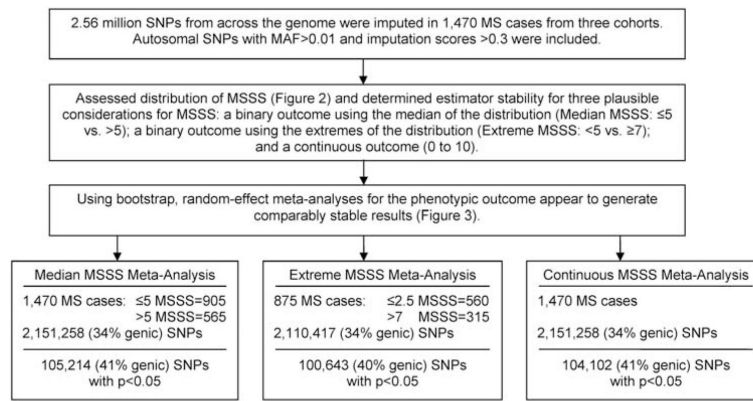 2.56 million SNPs from across the genome were imputed in 1,470 MS cases from three cohorts.
Autosomal SNPs with MAF>0.01 and imputation scores >0.3 were included.
Assessed distribution of MSSS (Figure 2) and determined estimator stability for three plausible
considerations for MSSS: a binary outcome using the median of the distribution (Median MSSS: ≤5
vs. >5); a binary outcome using the extremes of the distribution (Extreme MSSS: <5 vs. ≥7);
and a continuous outcome (0 to 10).
Using bootstrap, random-effect meta-analyses for the phenotypic outcome appear to generate
comparably stable results (Figure 3).
Median MSSS Meta-Analysis
1,470 MS cases: ≤5 MSSS=905
>5 MSSS=565
2,151,258 (34% genic) SNPs
105,214 (41% genic) SNPs
with p<0.05
Extreme MSSS Meta-Analysis
875 MS cases: ≤2.5 MSSS=560
>7 MSSS=315
2,110,417 (34% genic) SNPs
100,643 (40% genic) SNPs
with p<0.05
Continuous MSSS Meta-Analysis
1,470 MS cases
2,151,258 (34% genic) SNPs
104,102 (41% genic) SNPs
with p<0.05